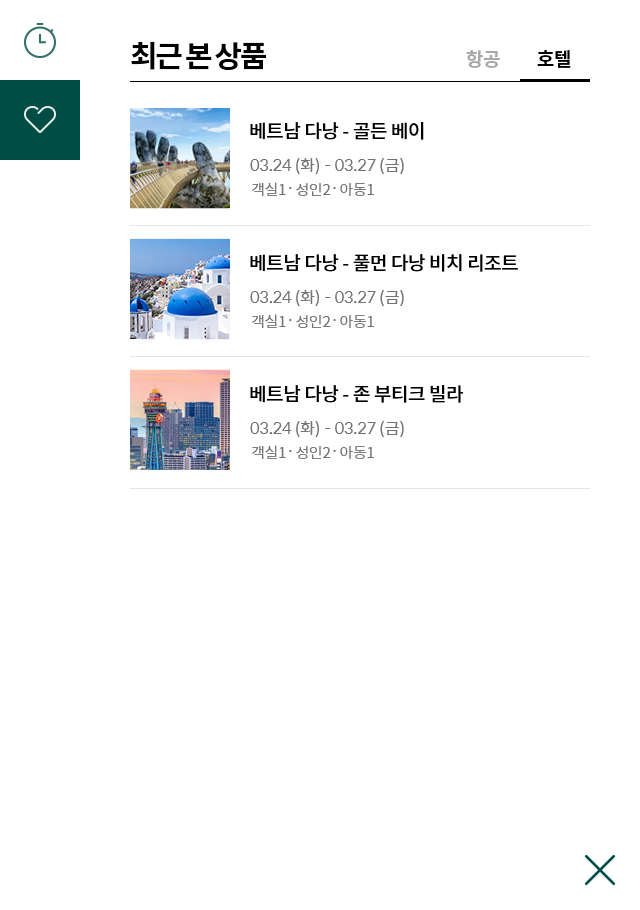 최근 본 상품
항공 호텔
베트남 다낭 - 골든 베이
03.24 (화) - 03.27 (금)
객실1 · 성인2 · 아동1
베트남 다낭 - 풀먼 다낭 비치 리조트
03.24 (화) - 03.27 (금)
객실1 · 성인2 · 아동1
베트남 다낭 - 존 부티크 빌라
03.24 (화) - 03.27 (금)
객실1 · 성인2 · 아동1